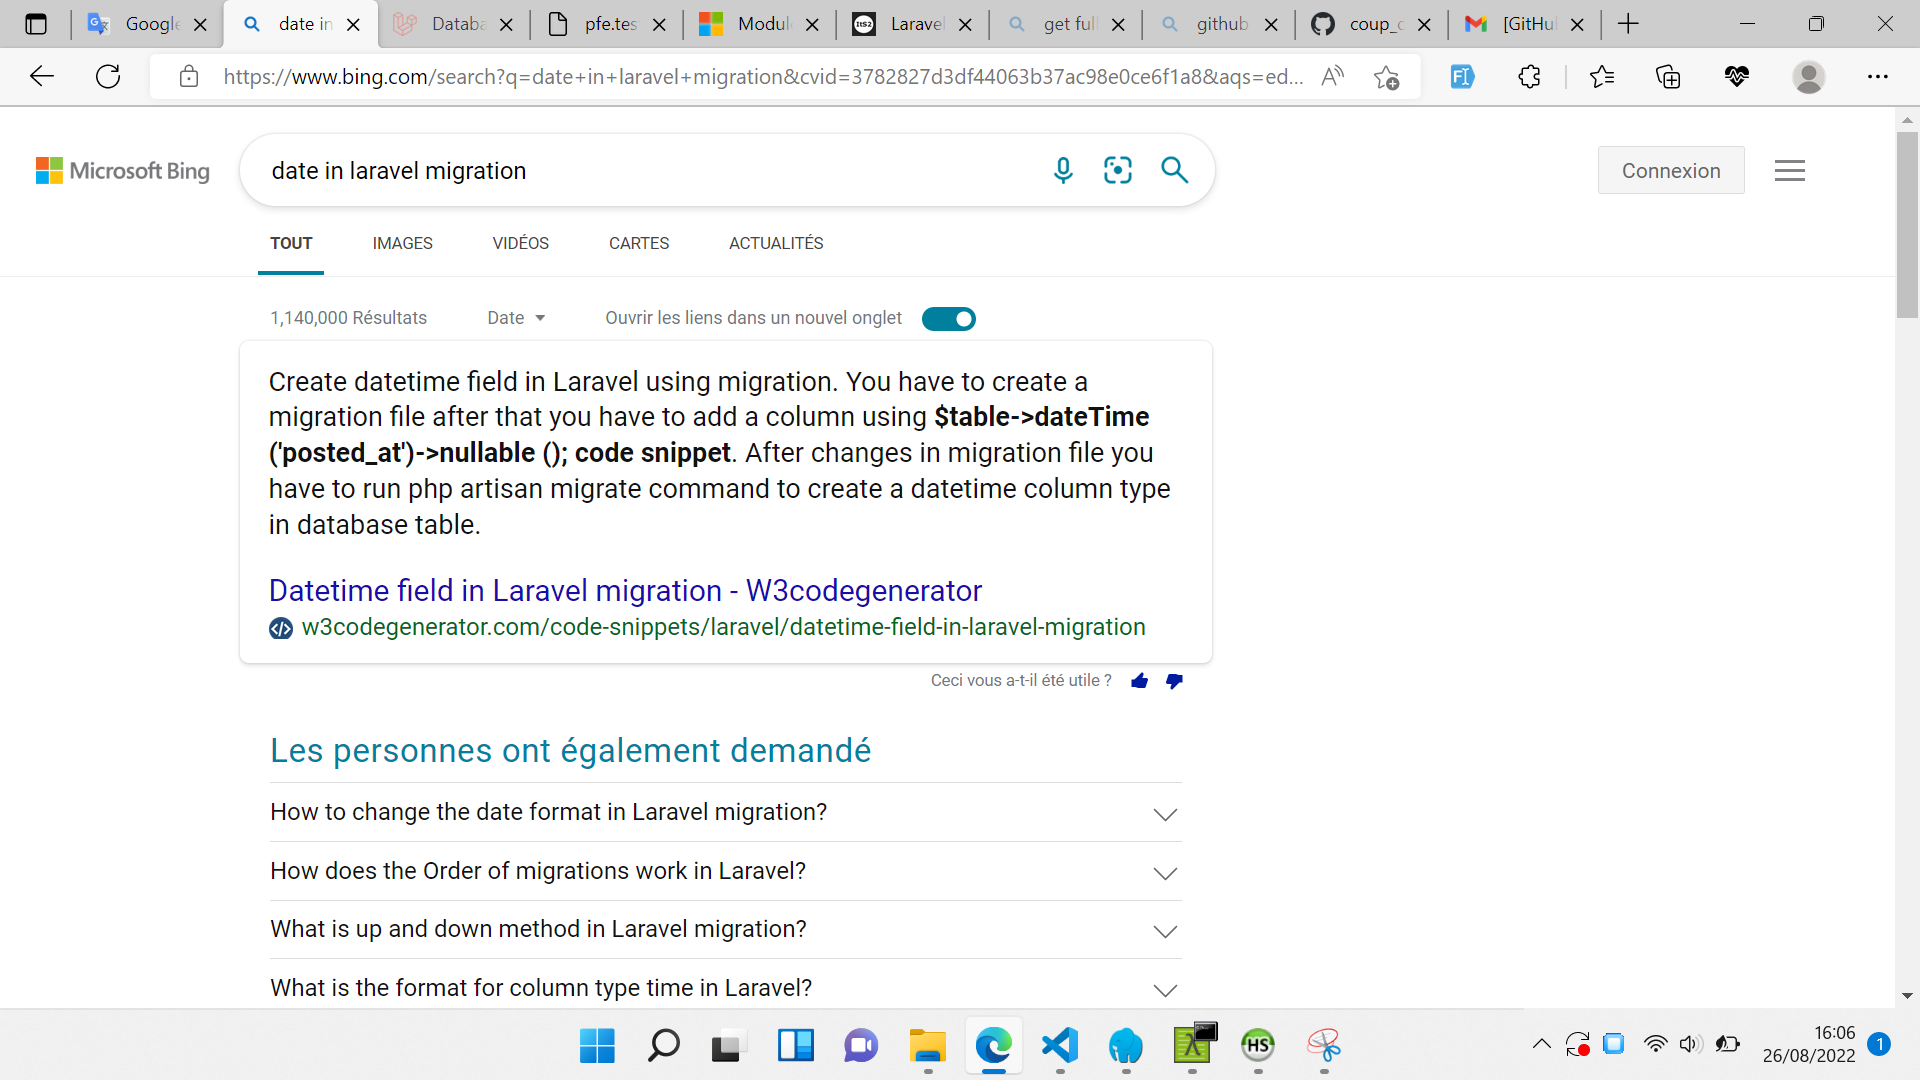 Google
date in
Databa
pfe.tes
Modul
Laravel
get full
github
coup_c
[GitHu
https://www.bing.com/search?q=date+in+laravel+migration&cvid=3782827d3df44063b37ac98e0ce6f1a8&aqs=ed...
Microsoft Bing
date in laravel migration
Connexion
TOUT
IMAGES
VIDÉOS
CARTES
ACTUALITÉS
1,140,000 Résultats
Date
Ouvrir les liens dans un nouvel onglet
Create datetime field in Laravel using migration. You have to create a
migration file after that you have to add a column using $table->dateTime
('posted_at')->nullable (); code snippet. After changes in migration file you
have to run php artisan migrate command to create a datetime column type
in database table.
Datetime field in Laravel migration - W3codegenerator
w3codegenerator.com/code-snippets/laravel/datetime-field-in-laravel-migration
Ceci vous a-t-il été utile ?
Les personnes ont également demandé
How to change the date format in Laravel migration?
How does the Order of migrations work in Laravel?
What is up and down method in Laravel migration?
What is the format for column type time in Laravel?
HS
16:06
26/08/2022
1